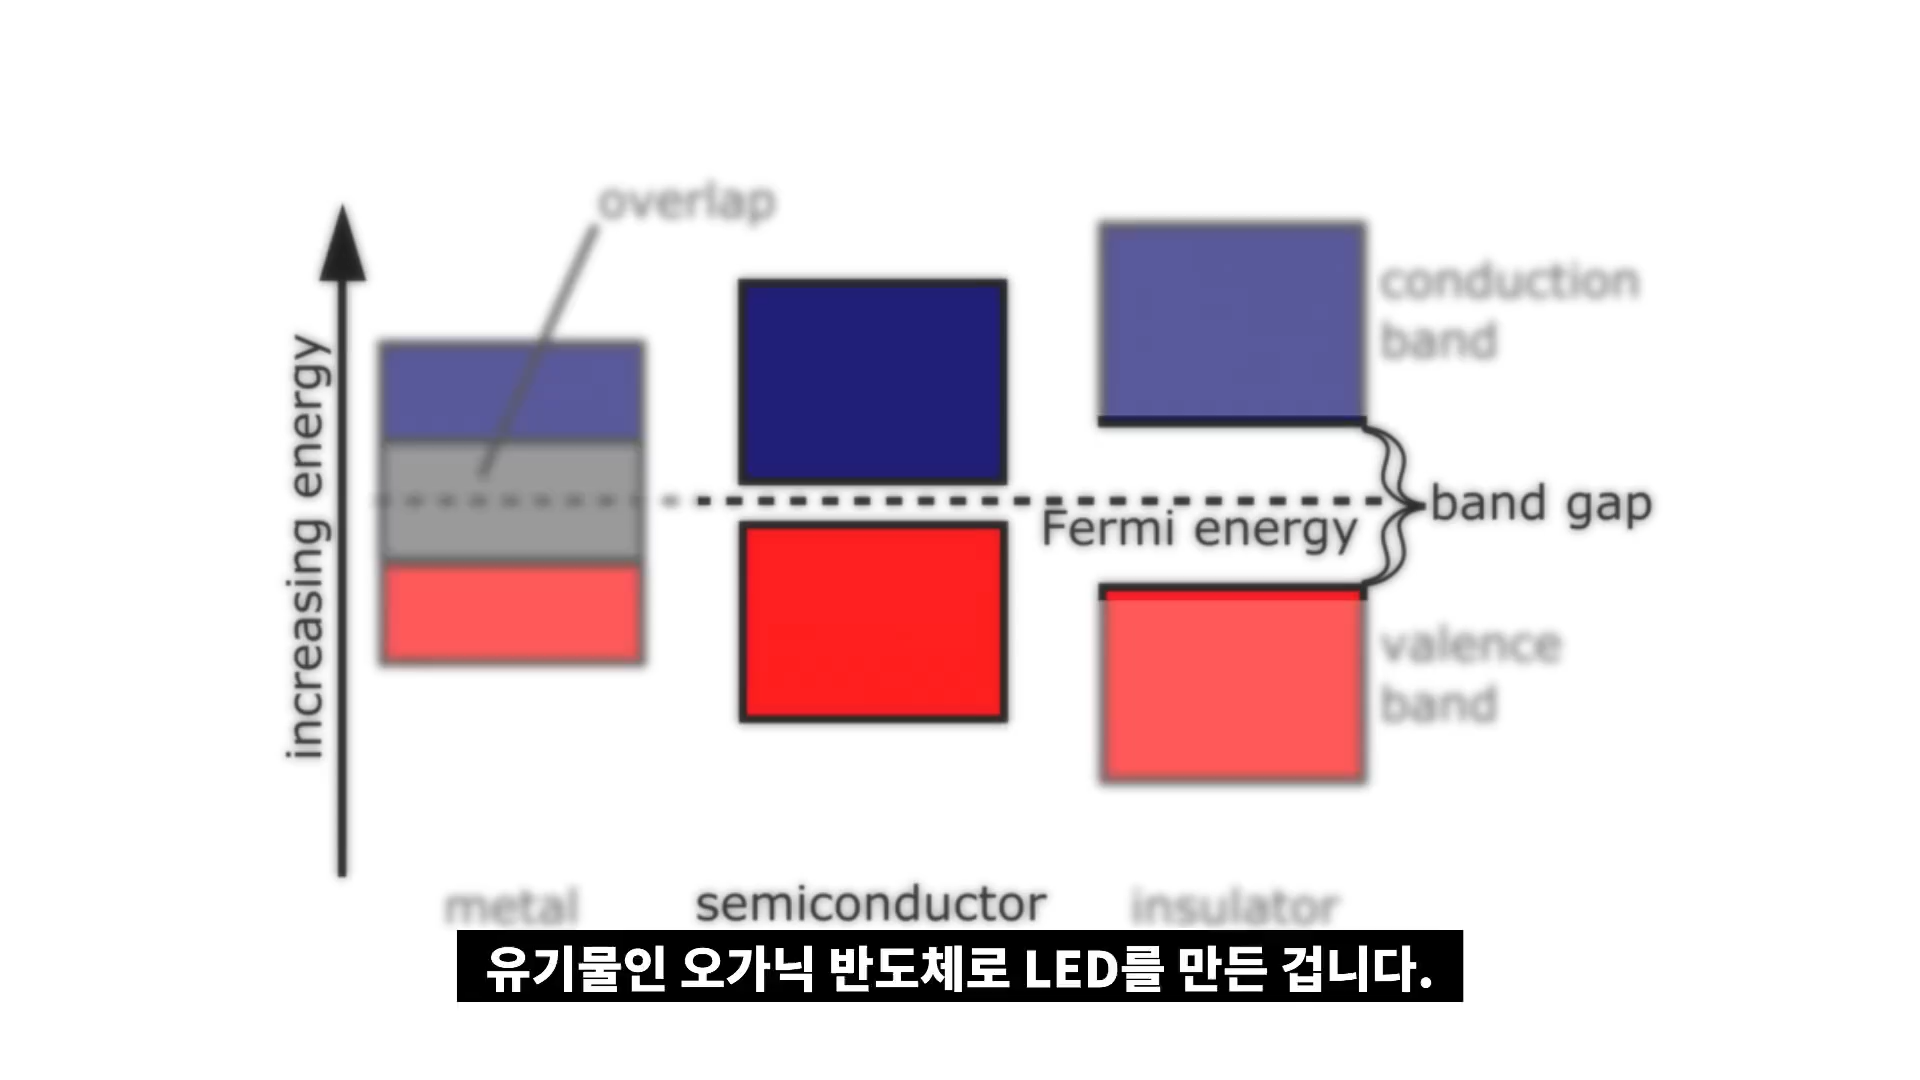 overlap
conduction
band
increasing energy
band gap
Fermi energy
valence
band
metal
semiconductor
insulator
유기물인 오가닉 반도체로 LED를 만든 겁니다.